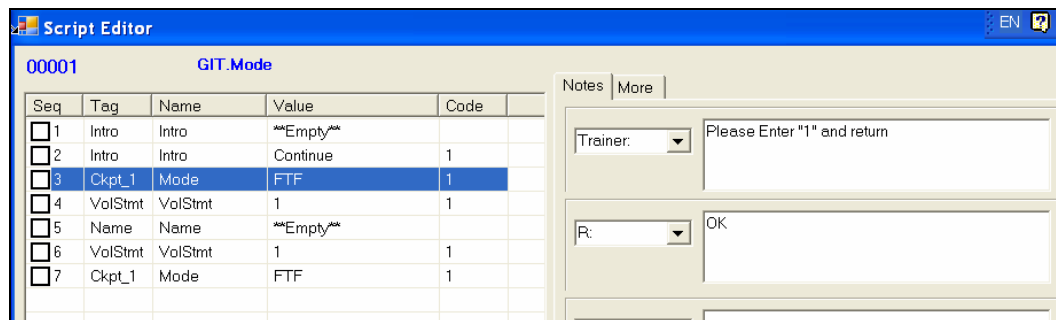 Script Editor EN
00001 GIT.Mode
Notes More
Seq Tag Name Value Code
1 Intro Intro **Empty**
2 Intro Intro Continue 1
3 Ckpt_1 Mode FTF 1
4 VolStmt VolStmt 1 1
5 Name Name **Empty**
6 VolStmt VolStmt 1 1
7 Ckpt_1 Mode FTF 1
Trainer: Please Enter "1" and return
R: OK